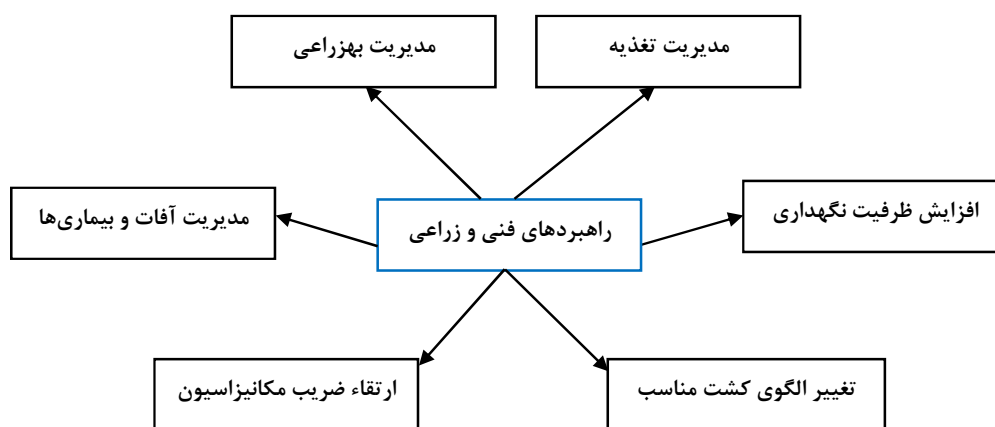 مدیریت تغذیه
مدیریت بهزراعی
افزایش ظرفیت نگهداری
راهبردهای فنی و زراعی
مدیریت آفات و بیماری‌ها
تغییر الگوی کشت مناسب
ارتقاء ضریب مکانیزاسیون